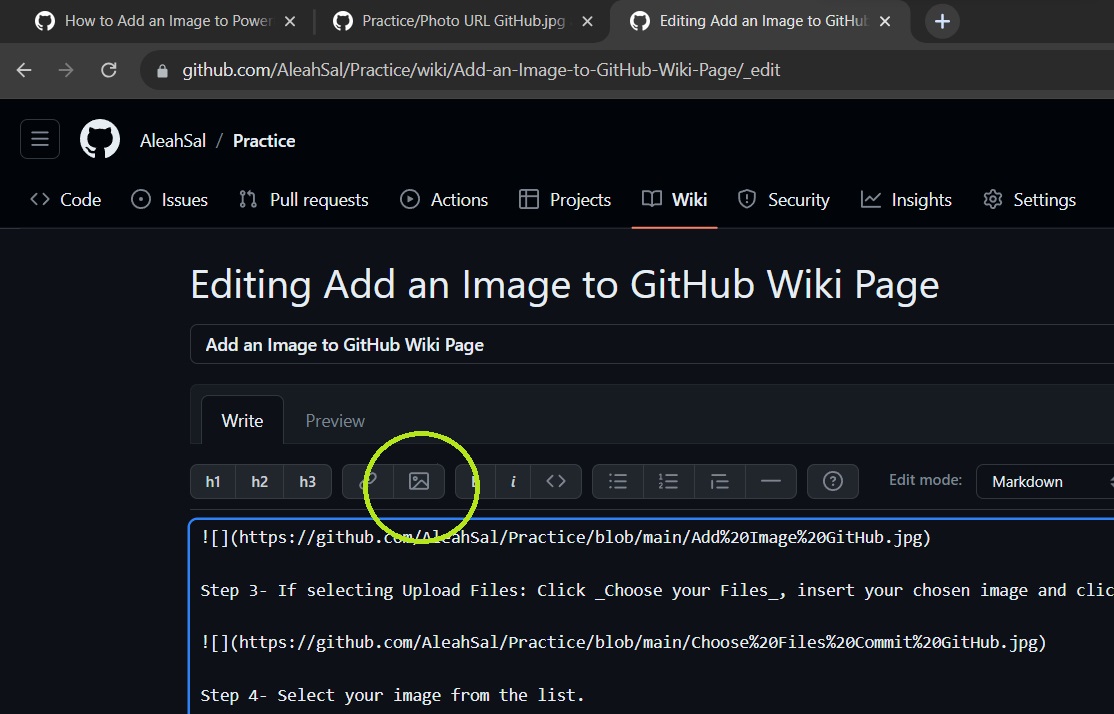 How to Add an Image to Power
Practice/Photo URL GitHub.jpg
Editing Add an Image to GitHub
github.com/AleahSal/Practice/wiki/Add-an-Image-to-GitHub-Wiki-Page/_edit
AleahSal / Practice
Code Issues Pull requests Actions Projects Wiki Security Insights Settings
Editing Add an Image to GitHub Wiki Page
Add an Image to GitHub Wiki Page
Write Preview
h1 h2 h3 i Edit mode: Markdown
![](https://github.com/AleahSal/Practice/blob/main/Add%20Image%20GitHub.jpg)
Step 3- If selecting Upload Files: Click _Choose your Files_, insert your chosen image and clic
![](https://github.com/AleahSal/Practice/blob/main/Choose%20Files%20Commit%20GitHub.jpg)
Step 4- Select your image from the list.